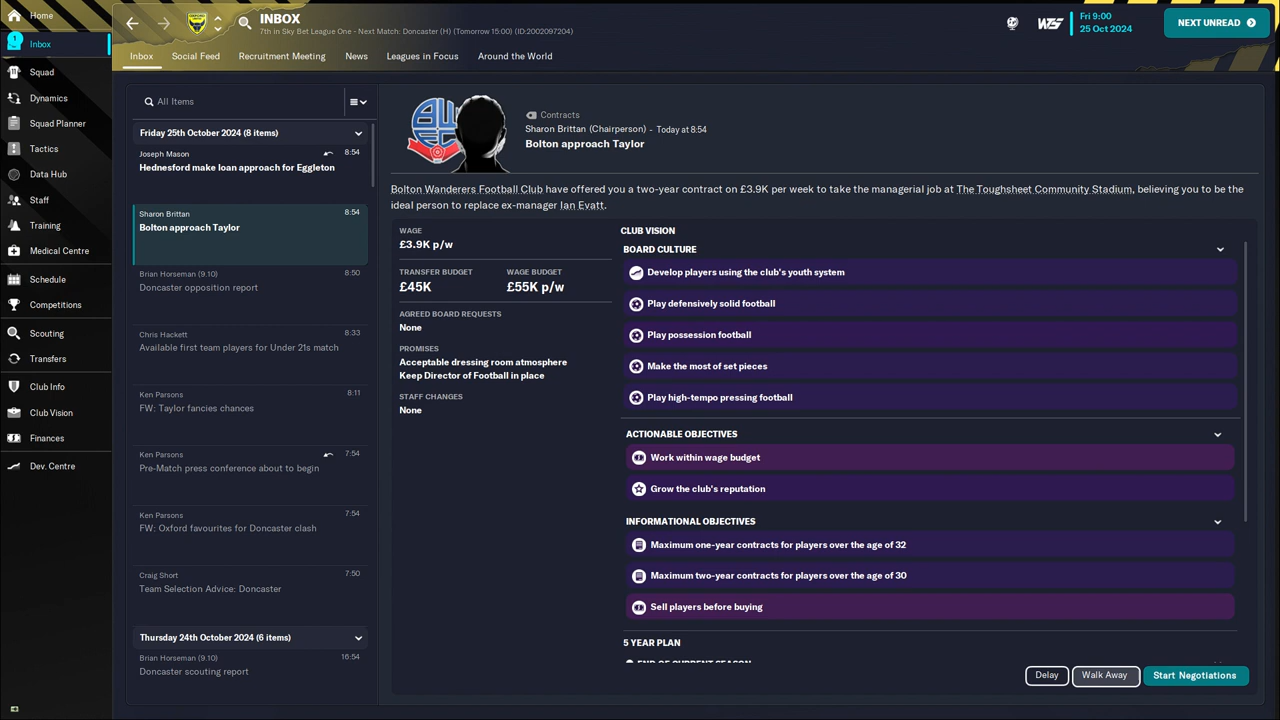 Home
Inbox
Squad
Dynamics
Squad Planner
Tactics
Data Hub
Staff
Training
Medical Centre
Schedule
Competitions
Scouting
Transfers
Club Info
Club Vision
Finances
Dev. Centre
INBOX
7th in Sky Bet League One - Next Match: Doncaster (H) (Tomorrow 15:00) (ID:2002097204)
Fri 9:00
25 Oct 2024
NEXT UNREAD
Inbox
Social Feed
Recruitment Meeting
News
Leagues in Focus
Around the World
All Items
Friday 25th October 2024 (8 items)
Joseph Mason 8:54
Hednesford make loan approach for Eggleton
Sharon Brittan 8:54
Bolton approach Taylor
Brian Horseman (9.10) 8:50
Doncaster opposition report
Chris Hackett 8:33
Available first team players for Under 21s match
Ken Parsons 8:11
FW: Taylor fancies chances
Ken Parsons 7:54
Pre-Match press conference about to begin
Ken Parsons 7:54
FW: Oxford favourites for Doncaster clash
Craig Short 7:50
Team Selection Advice: Doncaster
Thursday 24th October 2024 (6 items)
Brian Horseman (9.10) 16:54
Doncaster scouting report
Contracts
Sharon Brittan (Chairperson) - Today at 8:54
Bolton approach Taylor
Bolton Wanderers Football Club have offered you a two-year contract on £3.9K per week to take the managerial job at The Toughsheet Community Stadium, believing you to be the
ideal person to replace ex-manager Ian Evatt.
WAGE
£3.9K p/w
TRANSFER BUDGET WAGE BUDGET
£45K £55K p/w
AGREED BOARD REQUESTS
None
PROMISES
Acceptable dressing room atmosphere
Keep Director of Football in place
STAFF CHANGES
None
CLUB VISION
BOARD CULTURE
Develop players using the club's youth system
Play defensively solid football
Play possession football
Make the most of set pieces
Play high-tempo pressing football
ACTIONABLE OBJECTIVES
Work within wage budget
Grow the club's reputation
INFORMATIONAL OBJECTIVES
Maximum one-year contracts for players over the age of 32
Maximum two-year contracts for players over the age of 30
Sell players before buying
5 YEAR PLAN
END OF CURRENT SEASON
Delay
Walk Away
Start Negotiations